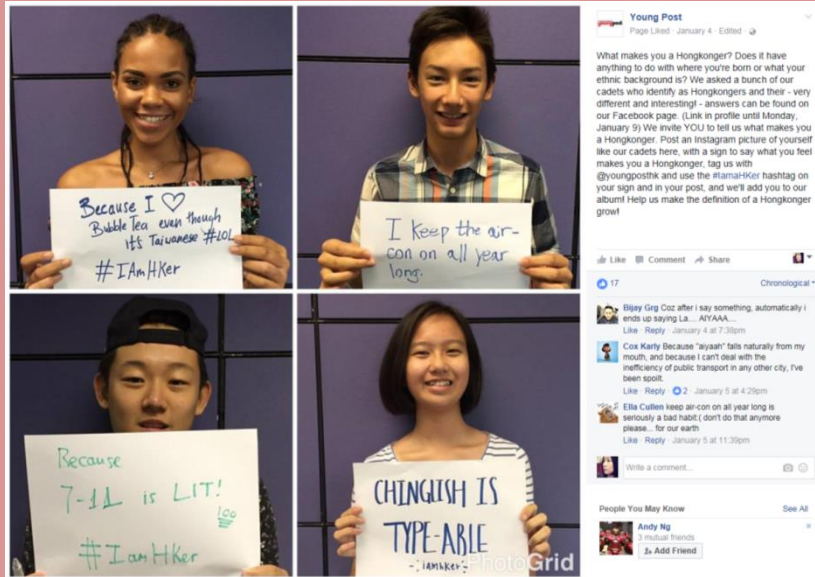 Because I ♡
Bubble Tea even though
it's Taiwanese #LOL
#IAmHKer
I keep the air-
con on all year
long.
Because
7-11 is LIT!
100
#IamHKer
CHINGLISH IS
TYPE-ABLE
-:iamhker:-
PhotoGrid
Young Post
Page Liked · January 4 · Edited ·
What makes you a Hongkonger? Does it have
anything to do with where you're born or what your
ethnic background is? We asked a bunch of our
cadets who identify as Hongkongers and their - very
different and interesting! - answers can be found on
our Facebook page. (Link in profile until Monday,
January 9) We invite YOU to tell us what makes you
a Hongkonger. Post an Instagram picture of yourself
like our cadets here, with a sign to say what you feel
makes you a Hongkonger, tag us with
@youngposthk and use the #IamaHKer hashtag on
your sign and in your post, and we'll add you to our
album! Help us make the definition of a Hongkonger
grow!
Like Comment Share
17 Chronological
Bijay Grg Coz after i say something, automatically i
ends up saying La.... AIYAAA....
Like · Reply · January 4 at 7:38pm
Cox Karly Because "aiyaah" falls naturally from my
mouth, and because I can't deal with the
inefficiency of public transport in any other city, I've
been spoilt.
Like · Reply · 2 · January 5 at 4:29pm
Ella Cullen keep air-con on all year long is
seriously a bad habit:( don't do that anymore
please... for our earth
Like · Reply · January 5 at 11:39pm
Write a comment...
People You May Know See All
Andy Ng
3 mutual friends
Add Friend